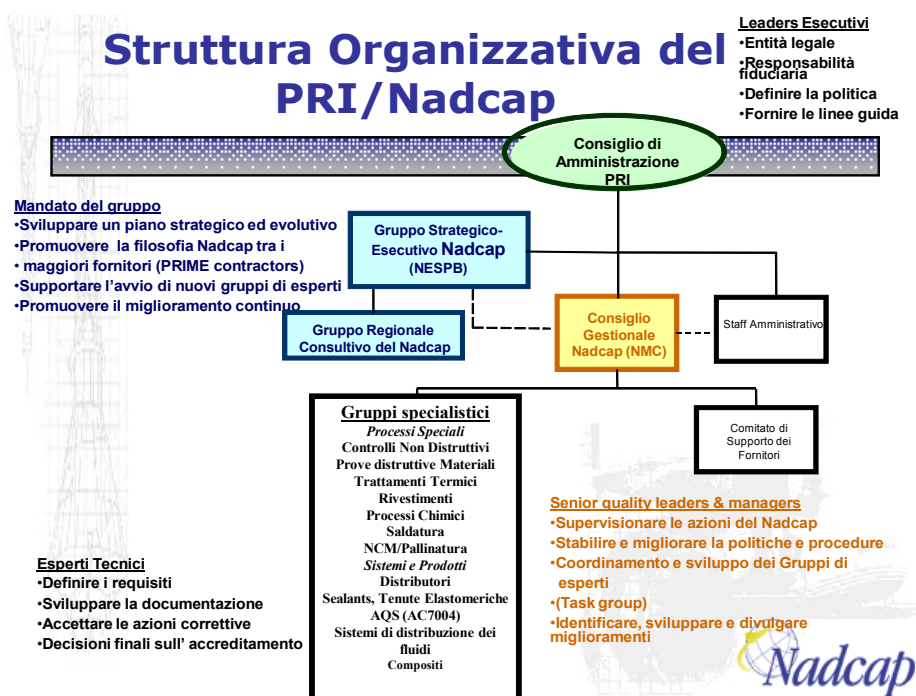 Struttura Organizzativa del
PRI/Nadcap
Leaders Esecutivi
•Entità legale
•Responsabilità
fiduciaria
•Definire la politica
•Fornire le linee guida
Consiglio di
Amministrazione
PRI
Mandato del gruppo
•Sviluppare un piano strategico ed evolutivo
•Promuovere la filosofia Nadcap tra i
• maggiori fornitori (PRIME contractors)
•Supportare l’avvio di nuovi gruppi di esperti
•Promuovere il miglioramento continuo
Gruppo Strategico-
Esecutivo Nadcap
(NESPB)
Gruppo Regionale
Consultivo del Nadcap
Consiglio
Gestionale
Nadcap (NMC)
Staff Amministrativo
Gruppi specialistici
Processi Speciali
Controlli Non Distruttivi
Prove distruttive Materiali
Trattamenti Termici
Rivestimenti
Processi Chimici
Saldatura
NCM/Pallinatura
Sistemi e Prodotti
Distributori
Sealants, Tenute Elastomeriche
AQS (AC7004)
Sistemi di distribuzione dei
fluidi
Compositi
Comitato di
Supporto dei
Fornitori
Esperti Tecnici
•Definire i requisiti
•Sviluppare la documentazione
•Accettare le azioni correttive
•Decisioni finali sull’ accreditamento
Senior quality leaders & managers
•Supervisionare le azioni del Nadcap
•Stabilire e migliorare la politiche e procedure
•Coordinamento e sviluppo dei Gruppi di
esperti
•(Task group)
•Identificare, sviluppare e divulgare
miglioramenti
Nadcap